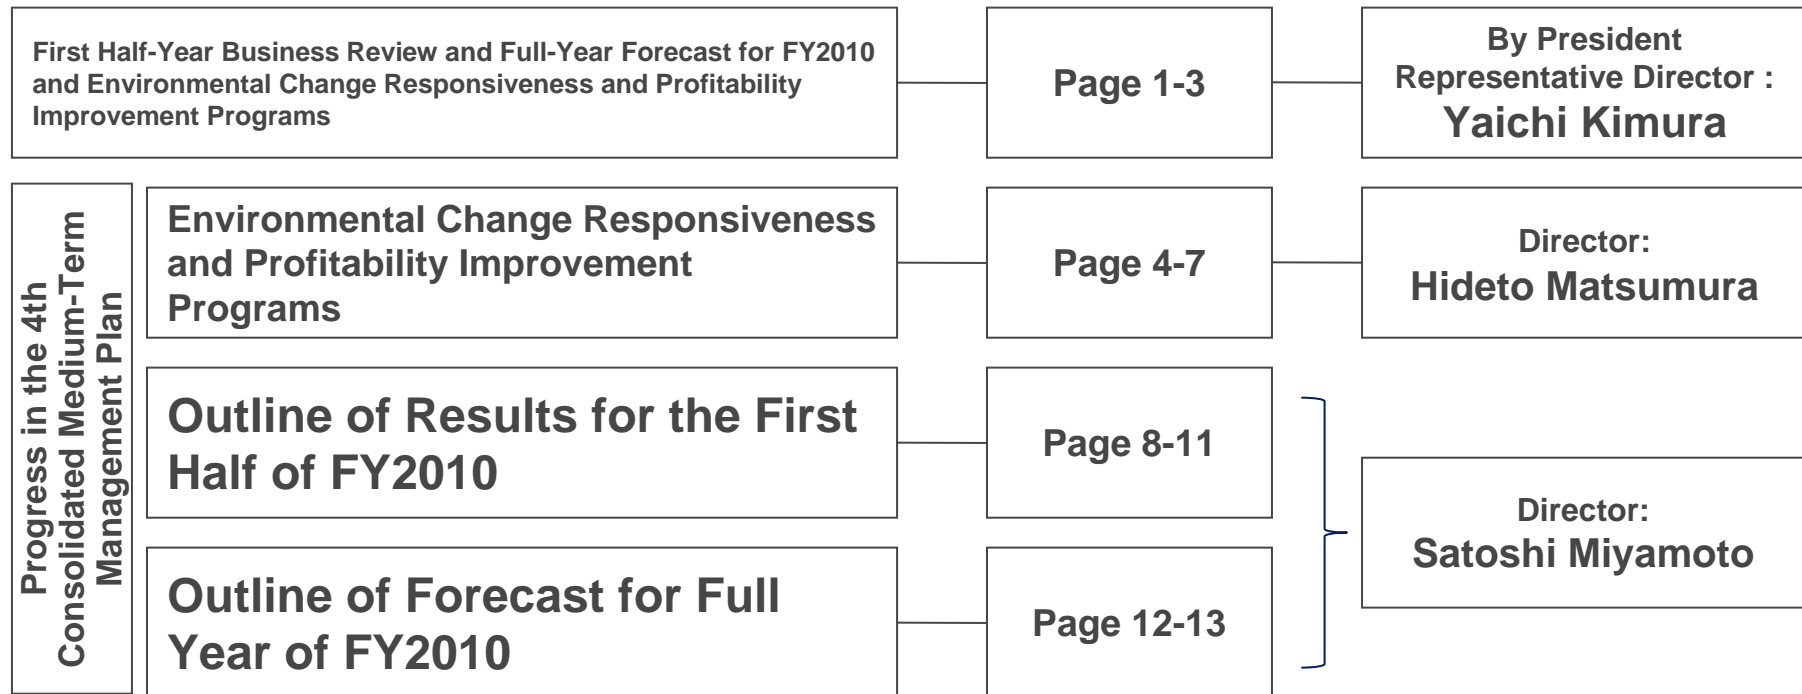 First Half-Year Business Review and Full-Year Forecast for FY2010
and Environmental Change Responsiveness and Profitability
Improvement Programs
Page 1-3
By President
Representative Director :
Yaichi Kimura
Progress in the 4th
Consolidated Medium-Term
Management Plan
Environmental Change Responsiveness
and Profitability Improvement
Programs
Page 4-7
Director:
Hideto Matsumura
Outline of Results for the First
Half of FY2010
Page 8-11
Outline of Forecast for Full
Year of FY2010
Page 12-13
Director:
Satoshi Miyamoto